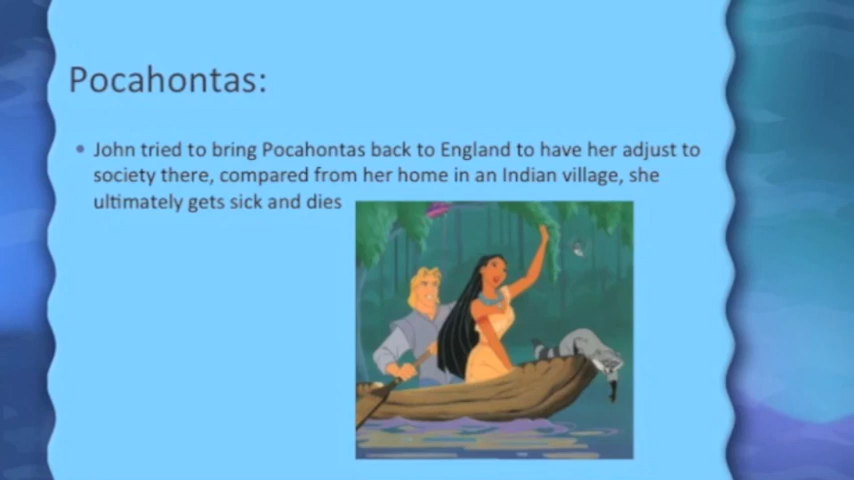 Pocahontas:
• John tried to bring Pocahontas back to England to have her adjust to
society there, compared from her home in an Indian village, she
ultimately gets sick and dies